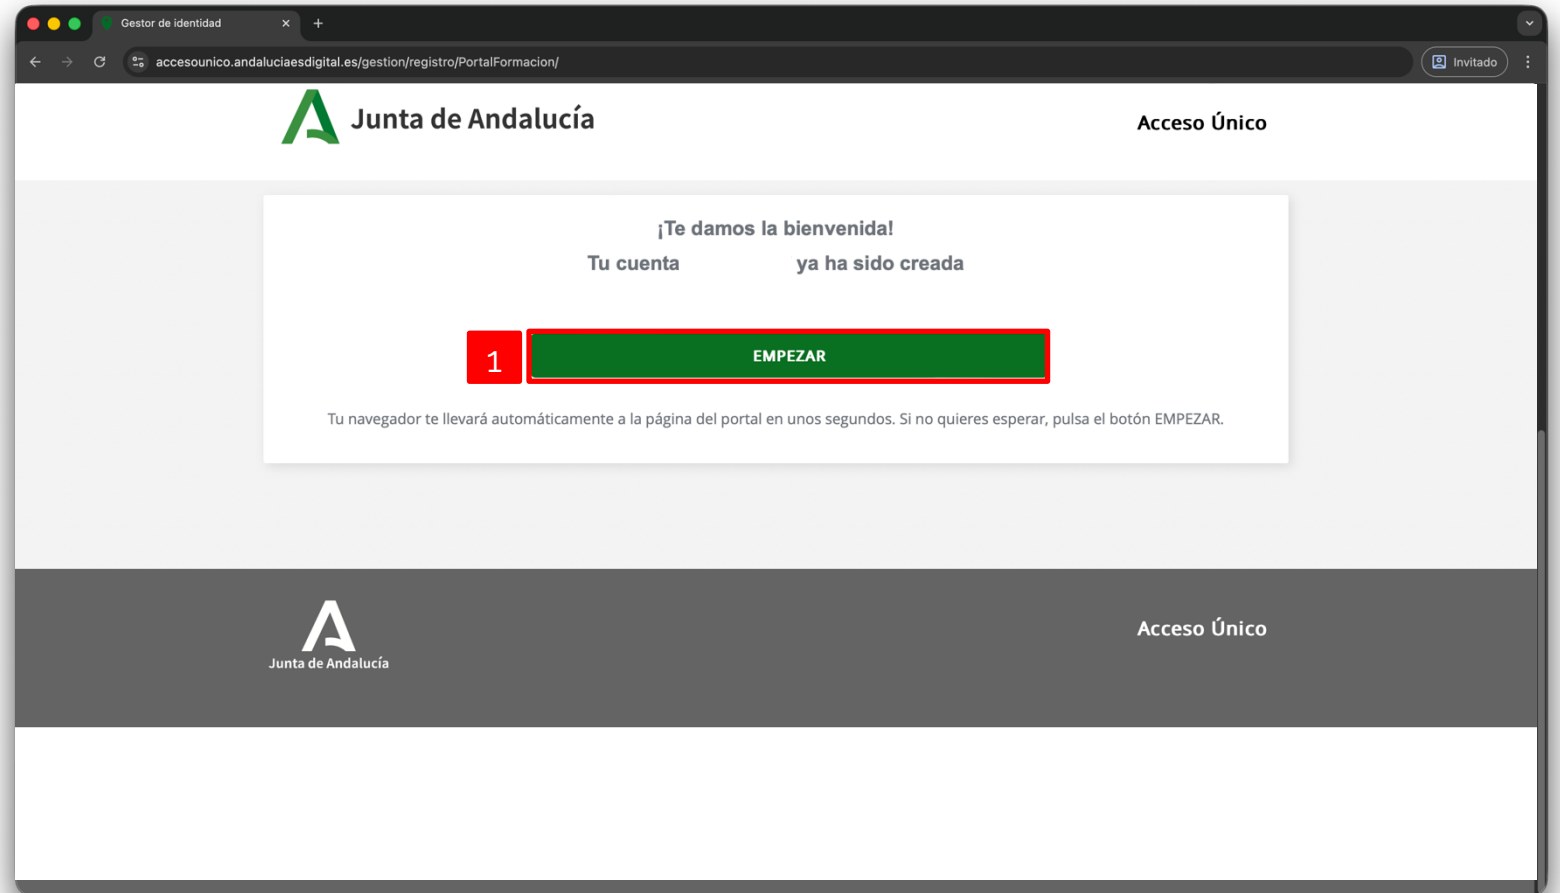 Gestor de identidad
accesounico.andaluciaesdigital.es/gestion/registro/PortalFormacion/
Invitado
Junta de Andalucía
Acceso Único
¡Te damos la bienvenida!
Tu cuenta ya ha sido creada
1
EMPEZAR
Tu navegador te llevará automáticamente a la página del portal en unos segundos. Si no quieres esperar, pulsa el botón EMPEZAR.
Junta de Andalucía
Acceso Único